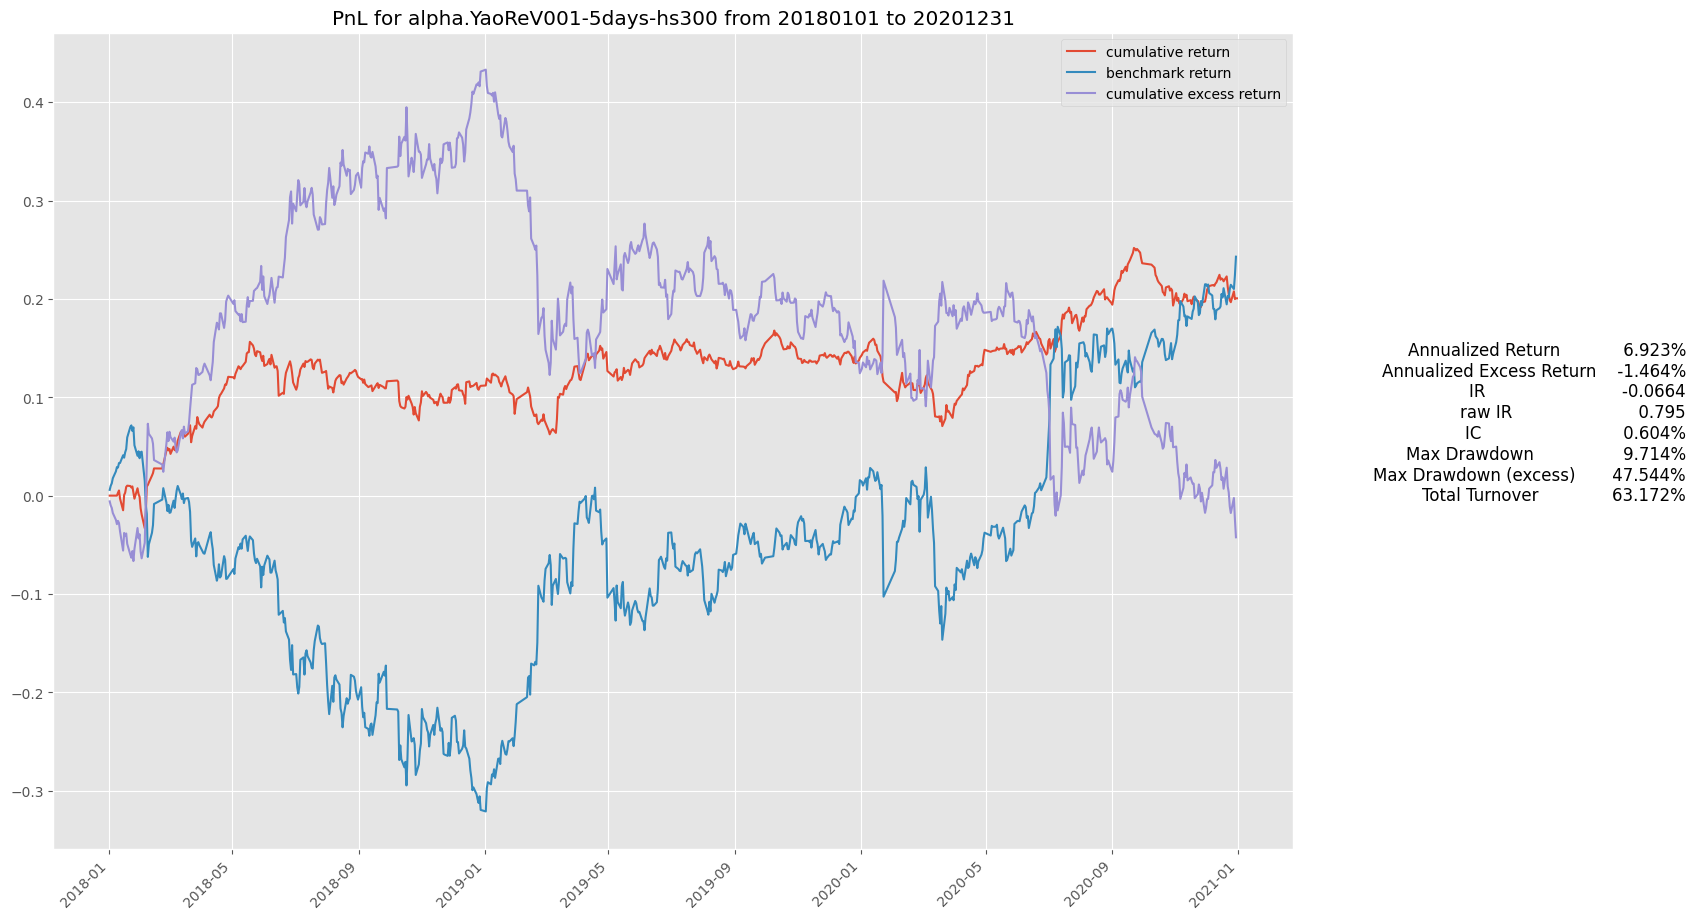 PnL for alpha.YaoReV001-5days-hs300 from 20180101 to 20201231
cumulative return
benchmark return
cumulative excess return
0.4
0.3
0.2
0.1
0.0
−0.1
−0.2
−0.3
2018-01
2018-05
2018-09
2019-01
2019-05
2019-09
2020-01
2020-05
2020-09
2021-01
Annualized Return 6.923%
Annualized Excess Return -1.464%
IR -0.0664
raw IR 0.795
IC 0.604%
Max Drawdown 9.714%
Max Drawdown (excess) 47.544%
Total Turnover 63.172%